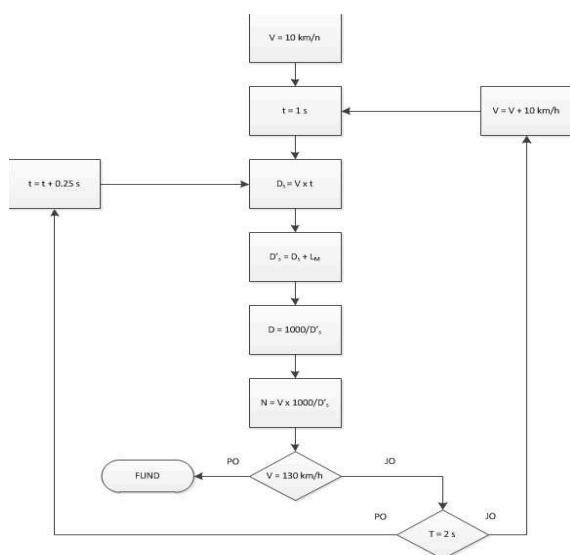 V = 10 km/n
t = 1 s
V = V + 10 km/h
t = t + 0.25 s
Dₛ = V x t
D'ₛ = Dₛ + Lₘ
D = 1000/D'ₛ
N = V x 1000/D'ₛ
PO
JO
FUND
V = 130 km/h
PO
JO
T = 2 s